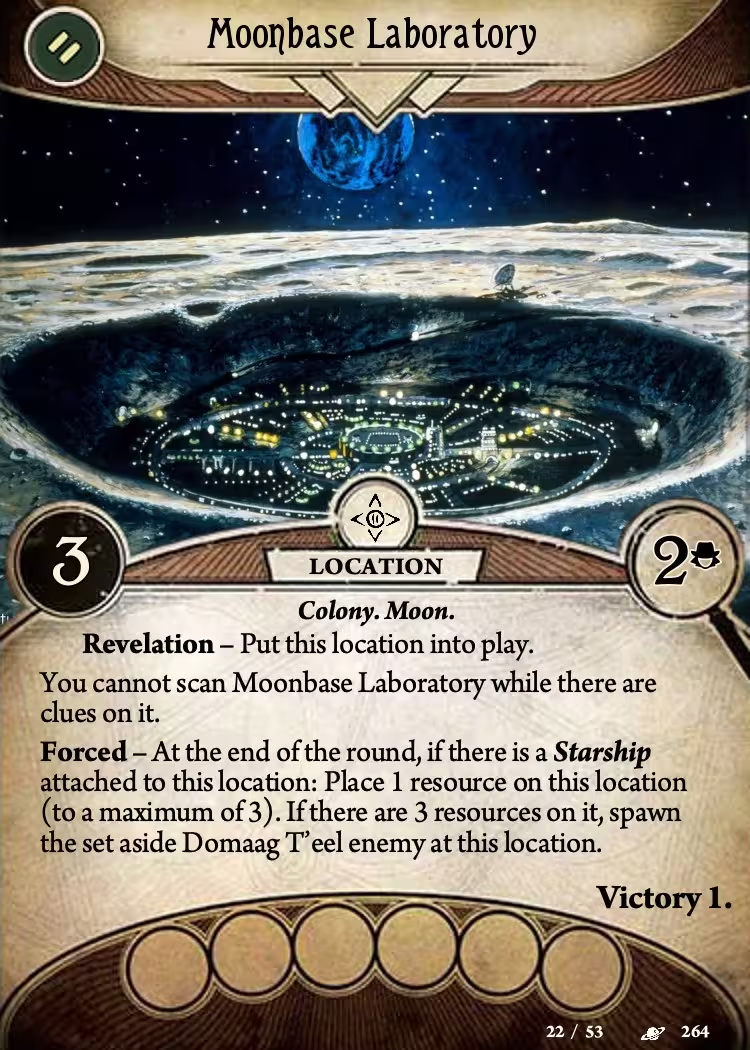 Moonbase Laboratory
3
LOCATION
2
Colony. Moon.
Revelation – Put this location into play.
You cannot scan Moonbase Laboratory while there are
clues on it.
Forced – At the end of the round, if there is a Starship
attached to this location: Place 1 resource on this location
(to a maximum of 3). If there are 3 resources on it, spawn
the set aside Domaag T'eel enemy at this location.
Victory 1.
22 / 53 264